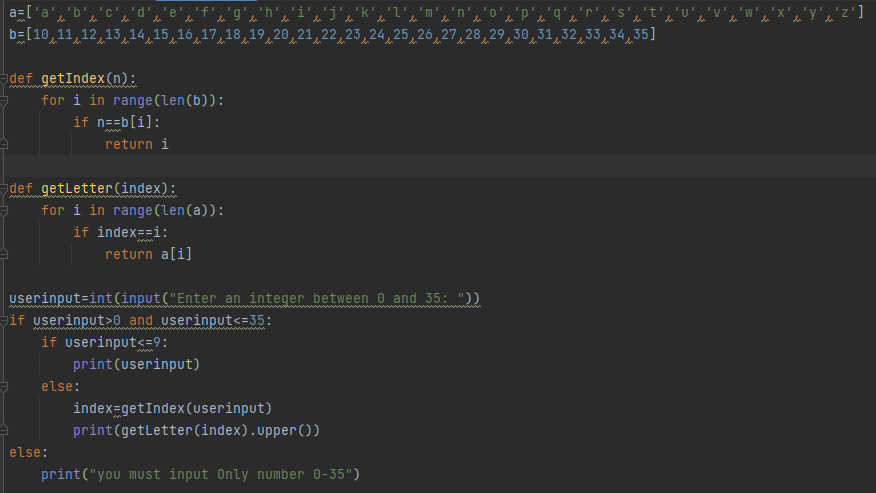 a=['a','b','c','d','e','f','g','h','i','j','k','l','m','n','o','p','q','r','s','t','u','v','w','x','y','z']
b=[10,11,12,13,14,15,16,17,18,19,20,21,22,23,24,25,26,27,28,29,30,31,32,33,34,35]
def getIndex(n):
    for i in range(len(b)):
        if n==b[i]:
            return i
def getLetter(index):
    for i in range(len(a)):
        if index==i:
            return a[i]
userinput=int(input("Enter an integer between 0 and 35: "))
if userinput>0 and userinput<=35:
    if userinput<=9:
        print(userinput)
    else:
        index=getIndex(userinput)
        print(getLetter(index).upper())
else:
    print("you must input Only number 0-35")